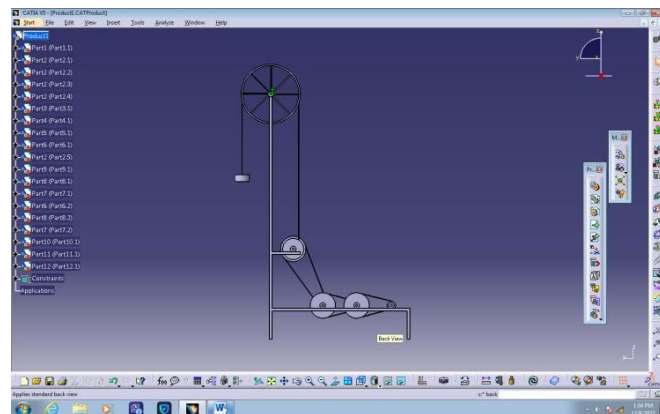 CATIA V5 - [Product1.CATProduct]
Start File Edit View Insert Tools Analyze Window Help
Product1
Part1 (Part1.1)
Part2 (Part2.1)
Part2 (Part2.2)
Part2 (Part2.3)
Part2 (Part2.4)
Part3 (Part3.1)
Part4 (Part4.1)
Part5 (Part5.1)
Part6 (Part6.1)
Part2 (Part2.5)
Part9 (Part9.1)
Part8 (Part8.1)
Part7 (Part7.1)
Part6 (Part6.2)
Part8 (Part8.2)
Part7 (Part7.2)
Part10 (Part10.1)
Part11 (Part11.1)
Part12 (Part12.1)
Constraints
Applications
z
y
M...
Pr...
Back View
Applies standard back view
c:* back
1:04 PM